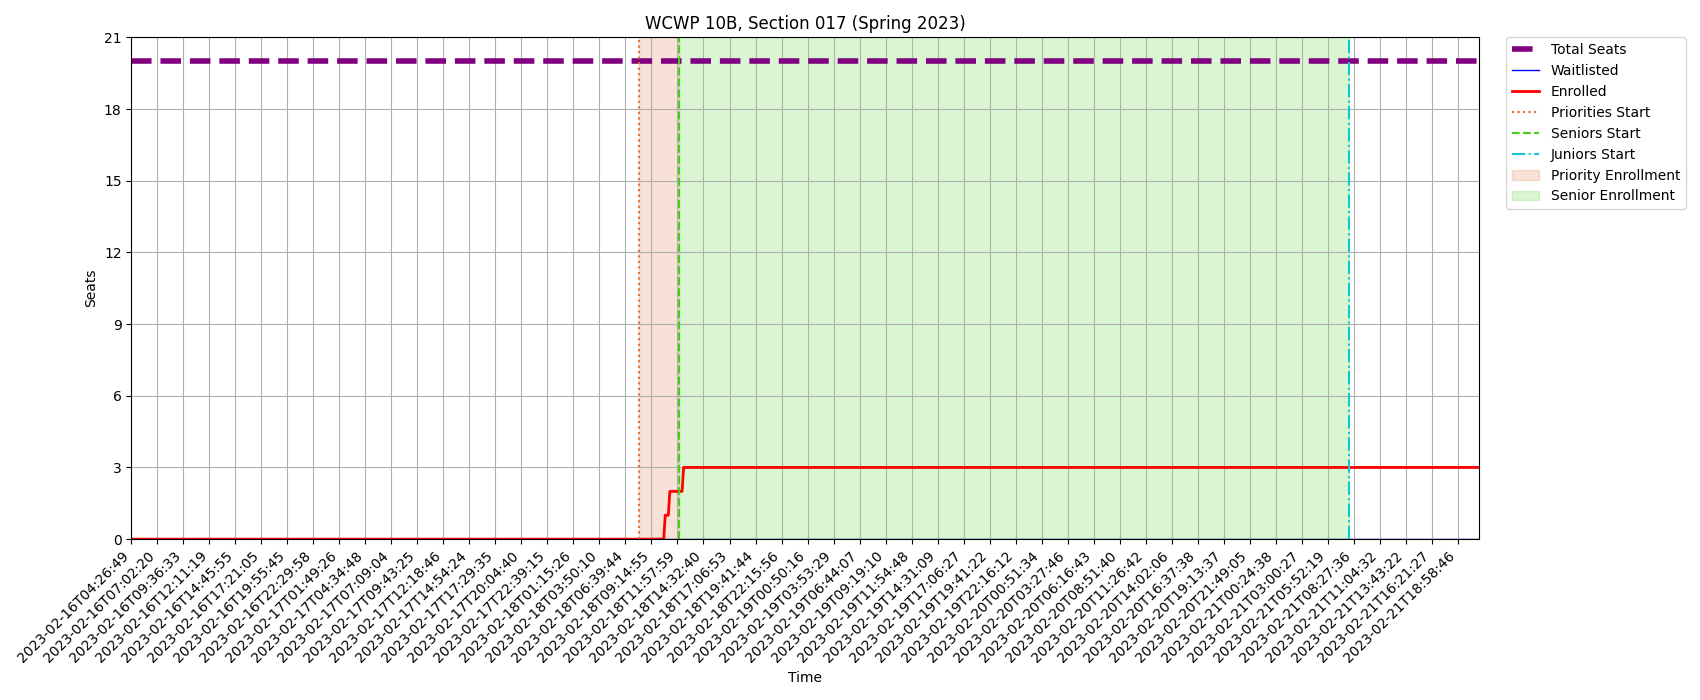 WCWP 10B, Section 017 (Spring 2023)
21
18
15
12
9
6
3
0
Seats
2023-02-16T04:26:49
2023-02-16T07:02:20
2023-02-16T09:36:33
2023-02-16T12:11:19
2023-02-16T14:45:55
2023-02-16T17:21:05
2023-02-16T19:55:45
2023-02-16T22:29:58
2023-02-17T01:49:26
2023-02-17T04:34:48
2023-02-17T07:09:04
2023-02-17T09:43:25
2023-02-17T12:18:46
2023-02-17T14:54:24
2023-02-17T17:29:35
2023-02-17T20:04:40
2023-02-17T22:39:15
2023-02-18T01:15:26
2023-02-18T03:50:10
2023-02-18T06:39:44
2023-02-18T09:14:55
2023-02-18T11:57:59
2023-02-18T14:32:40
2023-02-18T17:06:53
2023-02-18T19:41:44
2023-02-18T22:15:56
2023-02-19T00:50:16
2023-02-19T03:53:29
2023-02-19T06:44:07
2023-02-19T09:19:10
2023-02-19T11:54:48
2023-02-19T14:31:09
2023-02-19T17:06:27
2023-02-19T19:41:22
2023-02-19T22:16:12
2023-02-20T00:51:34
2023-02-20T03:27:46
2023-02-20T06:16:43
2023-02-20T08:51:40
2023-02-20T11:26:42
2023-02-20T14:02:06
2023-02-20T16:37:38
2023-02-20T19:13:37
2023-02-20T21:49:05
2023-02-21T00:24:38
2023-02-21T03:00:27
2023-02-21T05:52:19
2023-02-21T08:27:36
2023-02-21T11:04:32
2023-02-21T13:43:22
2023-02-21T16:21:27
2023-02-21T18:58:46
Time
Total Seats
Waitlisted
Enrolled
Priorities Start
Seniors Start
Juniors Start
Priority Enrollment
Senior Enrollment